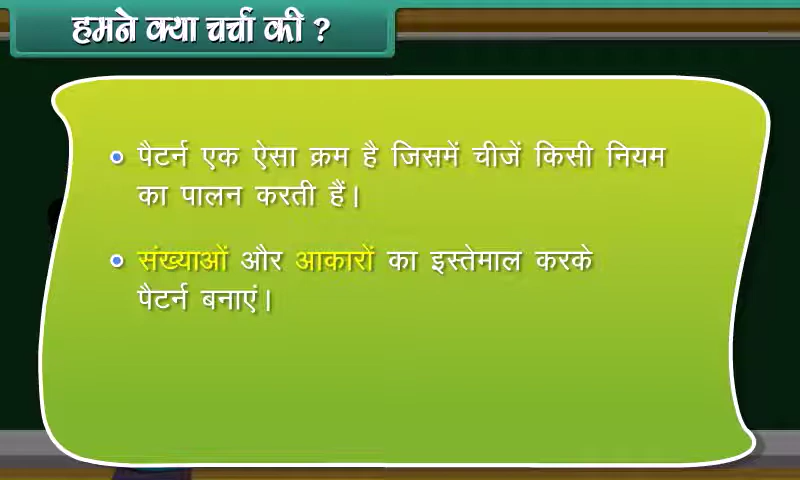 हमने क्या चर्चा की ?
• पैटर्न एक ऐसा क्रम है जिसमें चीजें किसी नियम
का पालन करती हैं।
• संख्याओं और आकारों का इस्तेमाल करके
पैटर्न बनाएं।